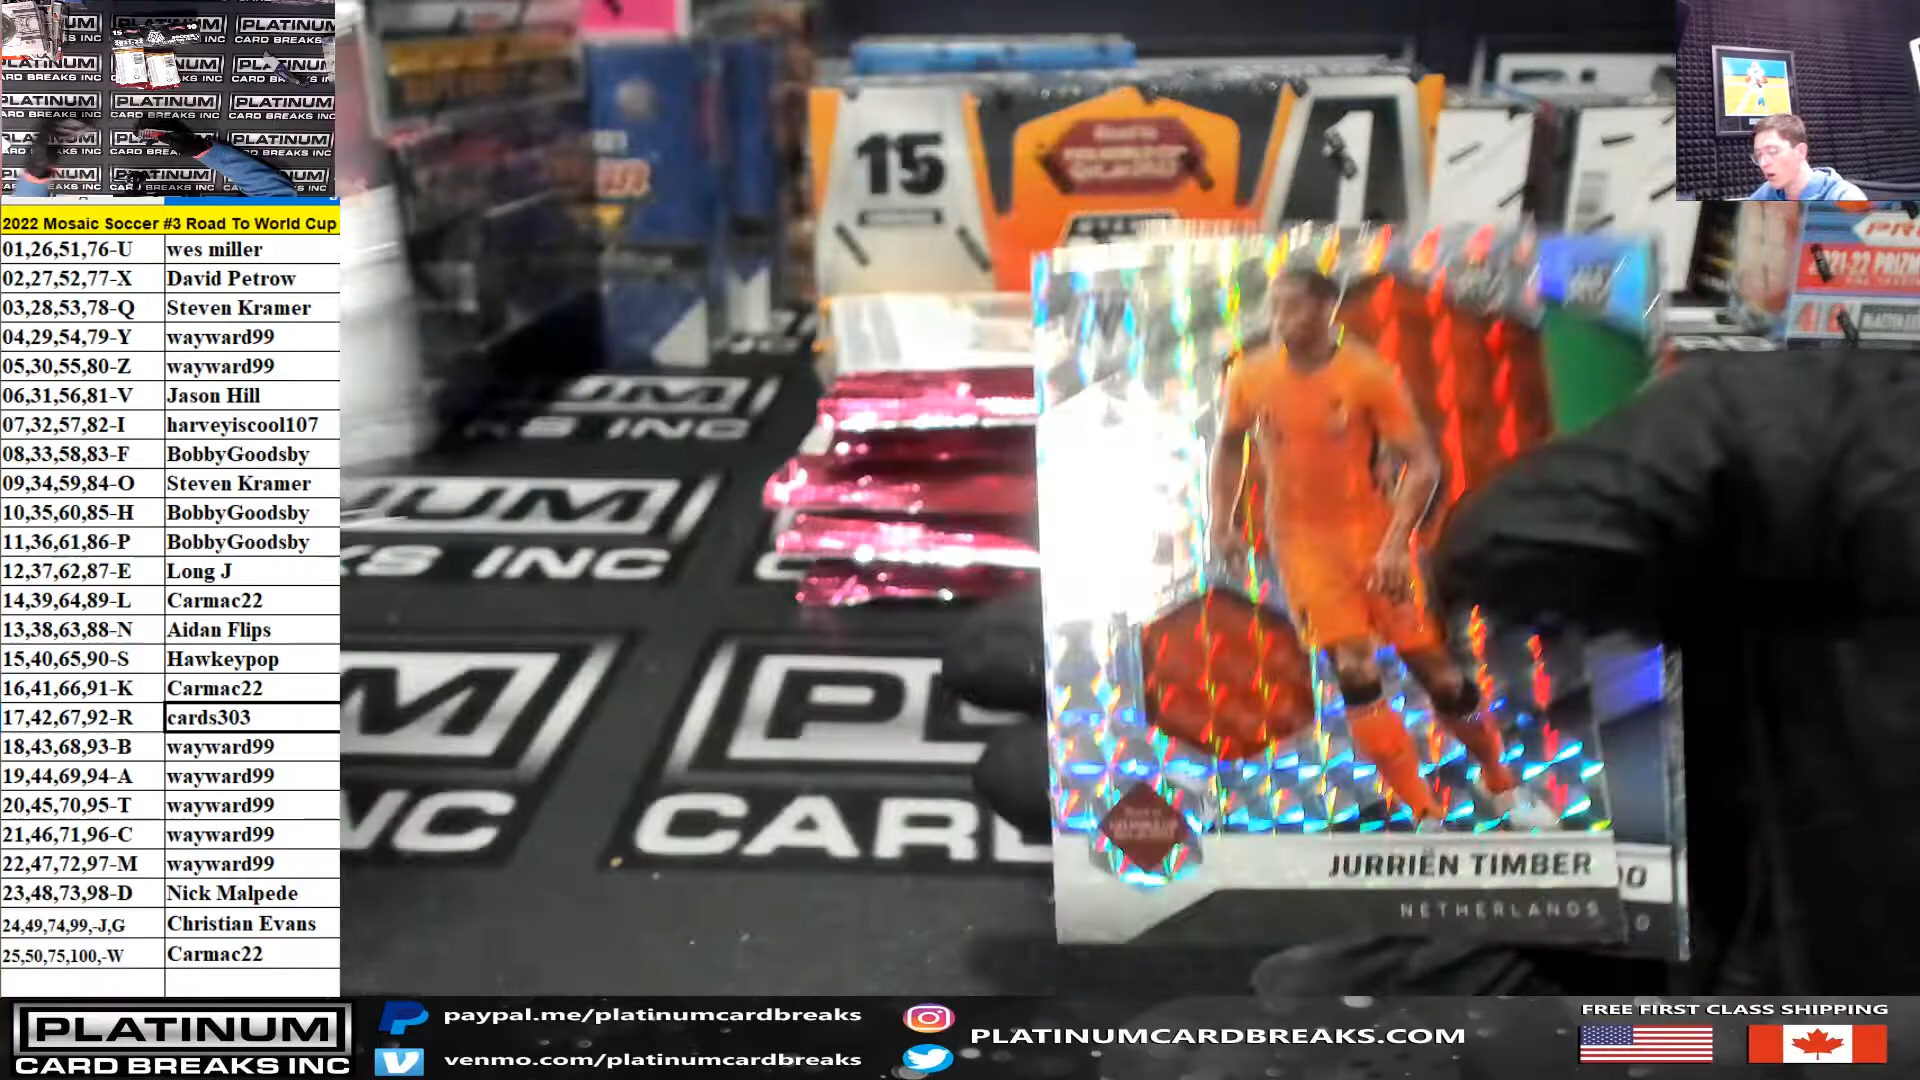 2022 Mosaic Soccer #3 Road To World Cup
01,26,51,76-U wes miller
02,27,52,77-X David Petrow
03,28,53,78-Q Steven Kramer
04,29,54,79-Y wayward99
05,30,55,80-Z wayward99
06,31,56,81-V Jason Hill
07,32,57,82-I harveyiscool107
08,33,58,83-F BobbyGoodsby
09,34,59,84-O Steven Kramer
10,35,60,85-H BobbyGoodsby
11,36,61,86-P BobbyGoodsby
12,37,62,87-E Long J
14,39,64,89-L Carmac22
13,38,63,88-N Aidan Flips
15,40,65,90-S Hawkeypop
16,41,66,91-K Carmac22
17,42,67,92-R cards303
18,43,68,93-B wayward99
19,44,69,94-A wayward99
20,45,70,95-T wayward99
21,46,71,96-C wayward99
22,47,72,97-M wayward99
23,48,73,98-D Nick Malpede
24,49,74,99,-J,G Christian Evans
25,50,75,100,-W Carmac22
15
1
JURRIËN TIMBER
NETHERLANDS
PLATINUM
CARD BREAKS INC
paypal.me/platinumcardbreaks
venmo.com/platinumcardbreaks
PLATINUMCARDBREAKS.COM
FREE FIRST CLASS SHIPPING